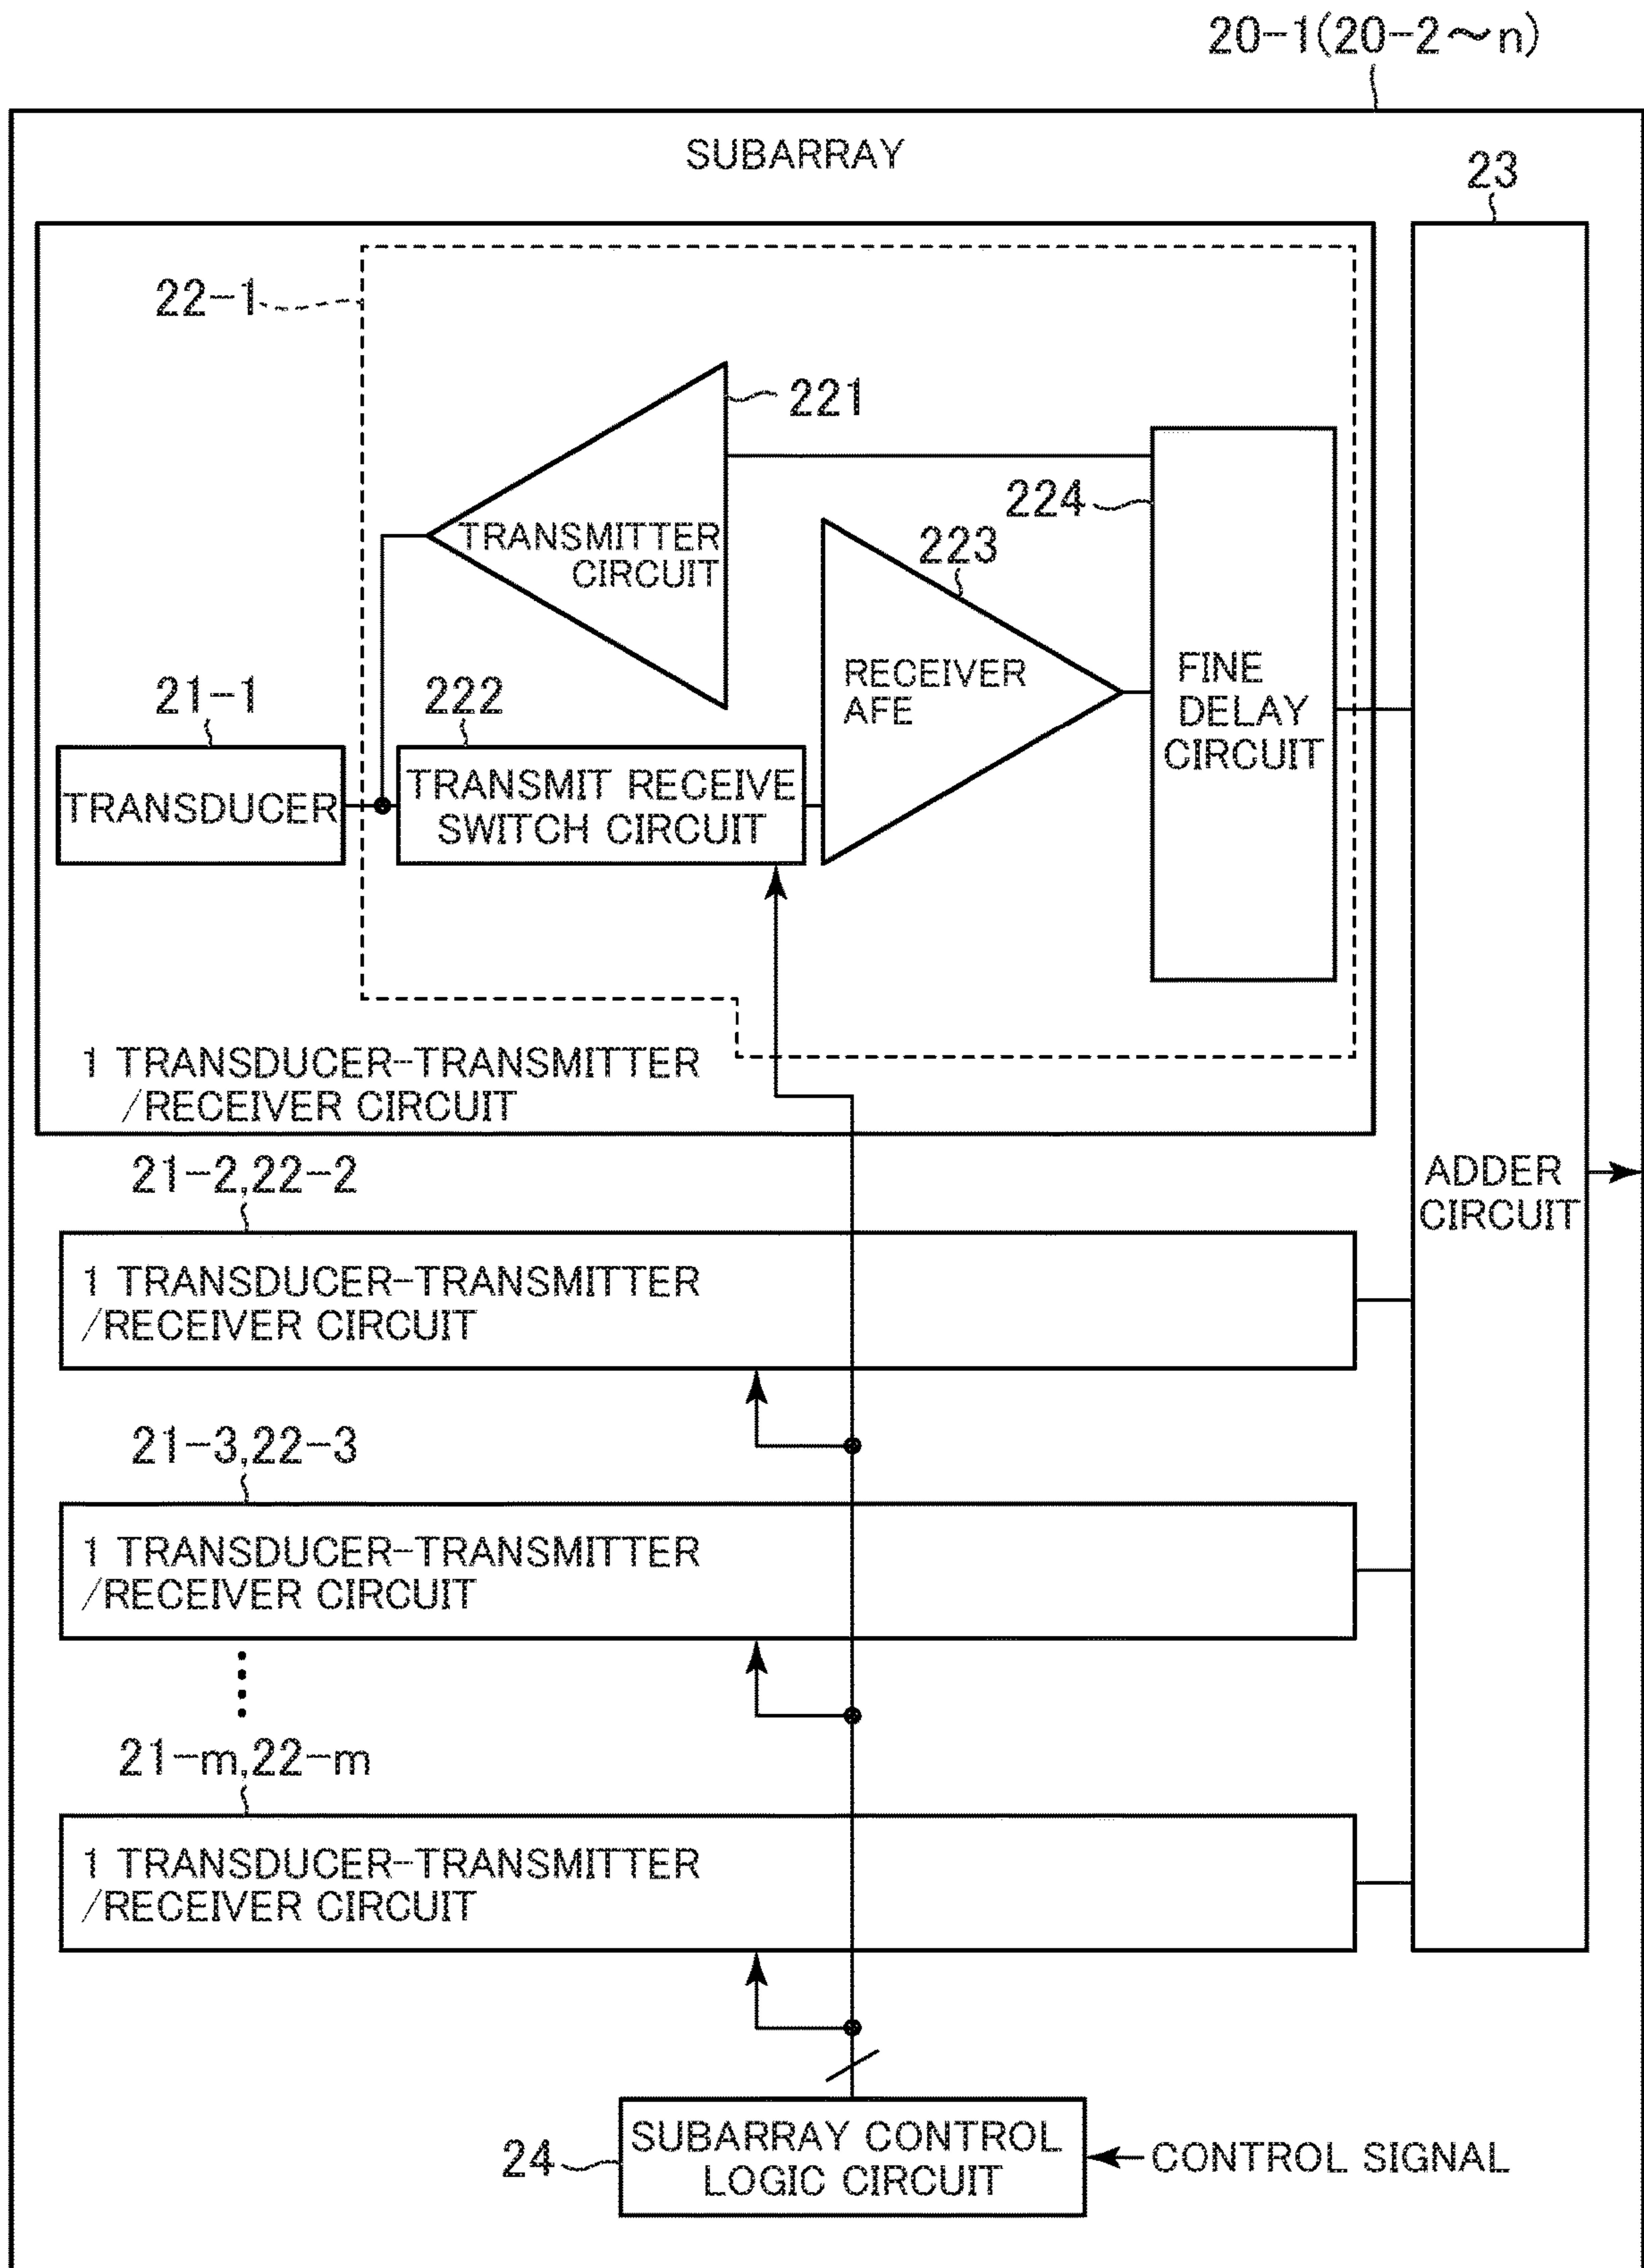 20-1(20-2～n)
SUBARRAY
23
22-1
221
224
223
TRANSMITTER
CIRCUIT
RECEIVER
AFE
FINE
DELAY
CIRCUIT
21-1
222
TRANSDUCER
TRANSMIT RECEIVE
SWITCH CIRCUIT
1 TRANSDUCER-TRANSMITTER
/RECEIVER CIRCUIT
ADDER
CIRCUIT
21-2,22-2
1 TRANSDUCER-TRANSMITTER
/RECEIVER CIRCUIT
21-3,22-3
1 TRANSDUCER-TRANSMITTER
/RECEIVER CIRCUIT
21-m,22-m
1 TRANSDUCER-TRANSMITTER
/RECEIVER CIRCUIT
24
SUBARRAY CONTROL
LOGIC CIRCUIT
CONTROL SIGNAL